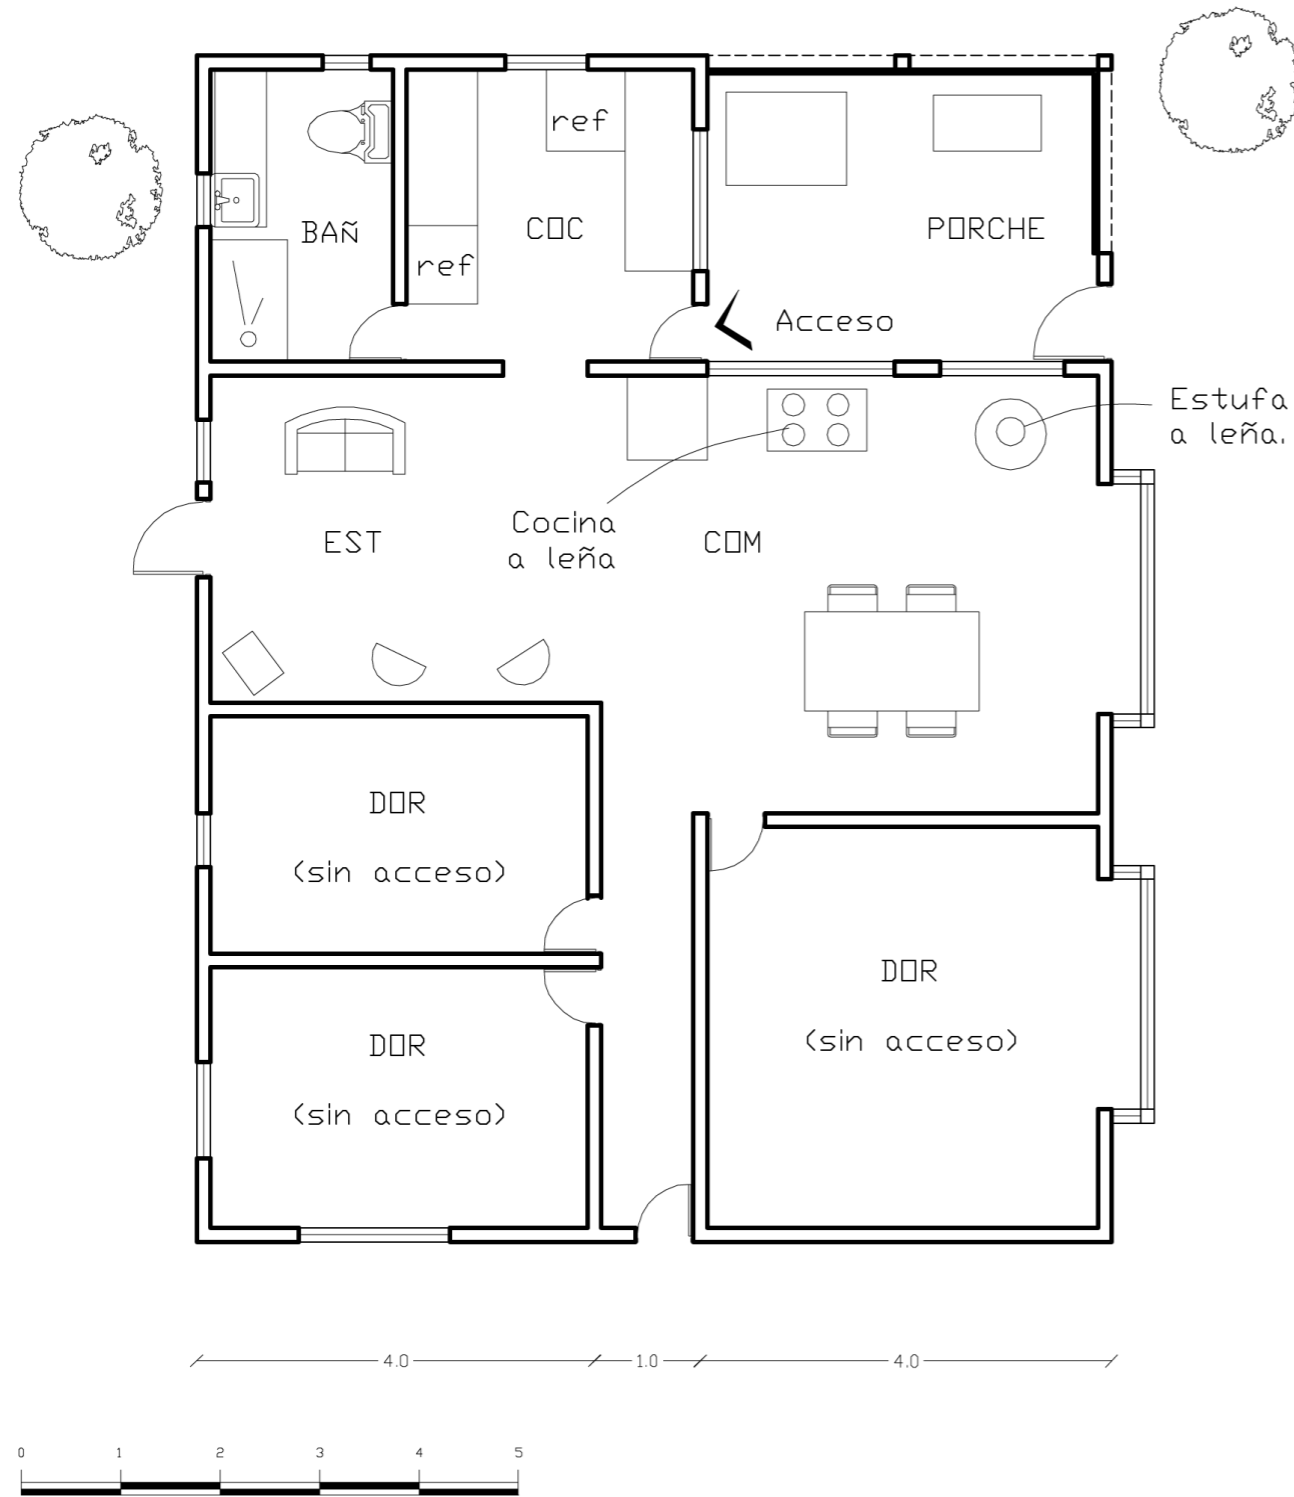 ref
BAÑ
COC
PORCHE
ref
Acceso
Estufa
a leña.
Cocina
a leña
EST
COM
DOR
(sin acceso)
DOR
(sin acceso)
DOR
(sin acceso)
4.0
1.0
4.0
0 1 2 3 4 5